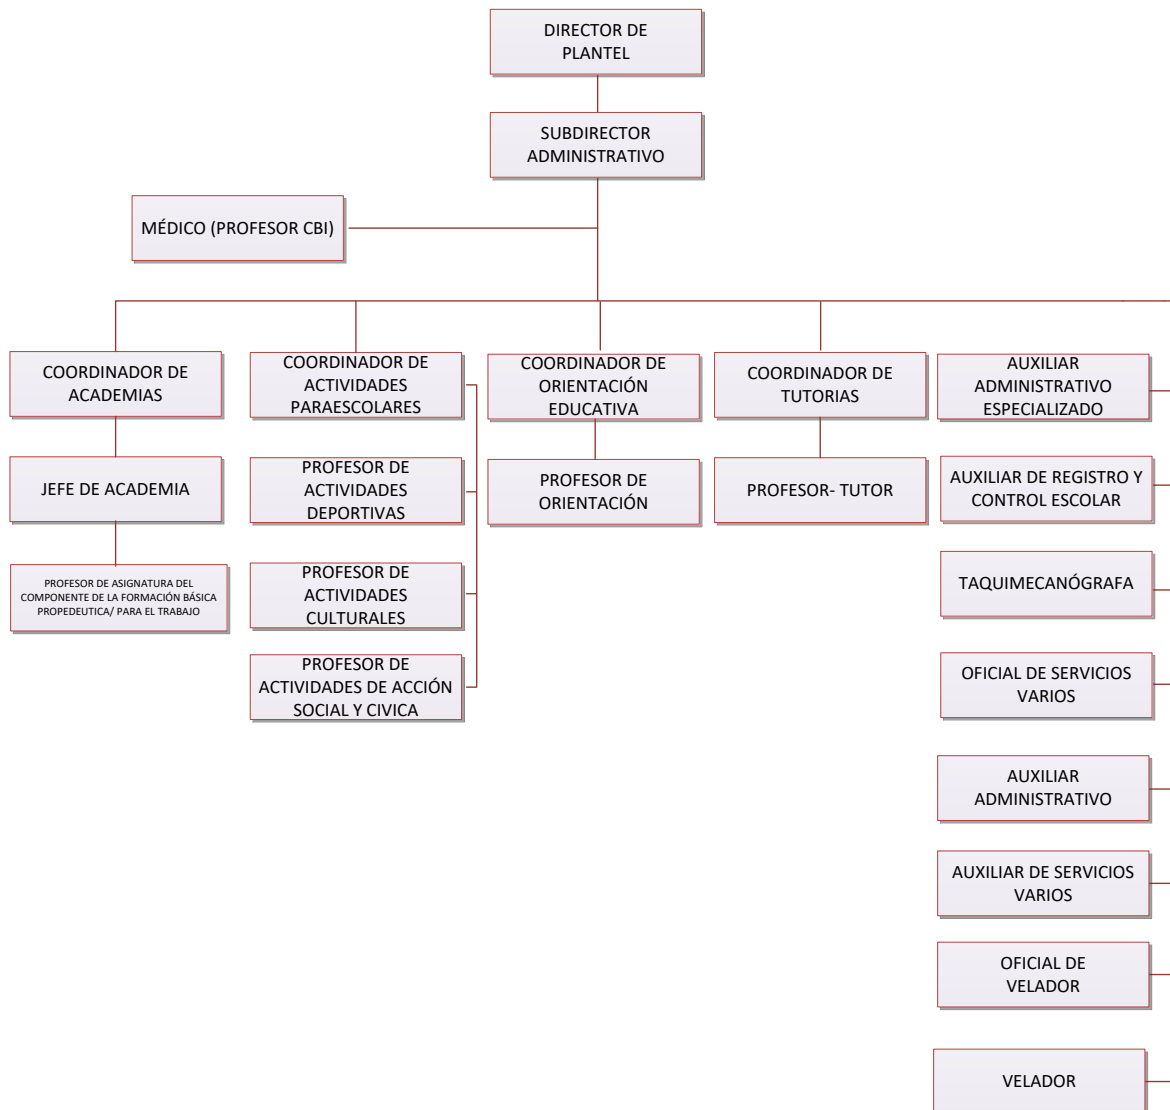 DIRECTOR DE
PLANTEL
SUBDIRECTOR
ADMINISTRATIVO
MÉDICO (PROFESOR CBI)
COORDINADOR DE
ACADEMIAS
JEFE DE ACADEMIA
PROFESOR DE ASIGNATURA DEL
COMPONENTE DE LA FORMACIÓN BÁSICA
PROPEDEUTICA/ PARA EL TRABAJO
COORDINADOR DE
ACTIVIDADES
PARAESCOLARES
PROFESOR DE
ACTIVIDADES
DEPORTIVAS
PROFESOR DE
ACTIVIDADES
CULTURALES
PROFESOR DE
ACTIVIDADES DE ACCIÓN
SOCIAL Y CIVICA
COORDINADOR DE
ORIENTACIÓN
EDUCATIVA
PROFESOR DE
ORIENTACIÓN
COORDINADOR DE
TUTORIAS
PROFESOR- TUTOR
AUXILIAR
ADMINISTRATIVO
ESPECIALIZADO
AUXILIAR DE REGISTRO Y
CONTROL ESCOLAR
TAQUIMECANÓGRAFA
OFICIAL DE SERVICIOS
VARIOS
AUXILIAR
ADMINISTRATIVO
AUXILIAR DE SERVICIOS
VARIOS
OFICIAL DE
VELADOR
VELADOR